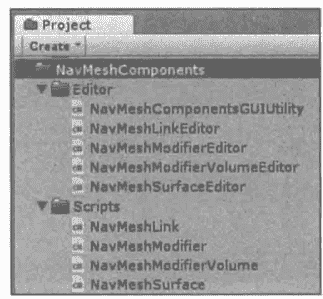 Project
Create
NavMeshComponents
Editor
NavMeshComponentsGUIUtility
NavMeshLinkEditor
NavMeshModifierEditor
NavMeshModifierVolumeEditor
NavMeshSurfaceEditor
Scripts
NavMeshLink
NavMeshModifier
NavMeshModifierVolume
NavMeshSurface